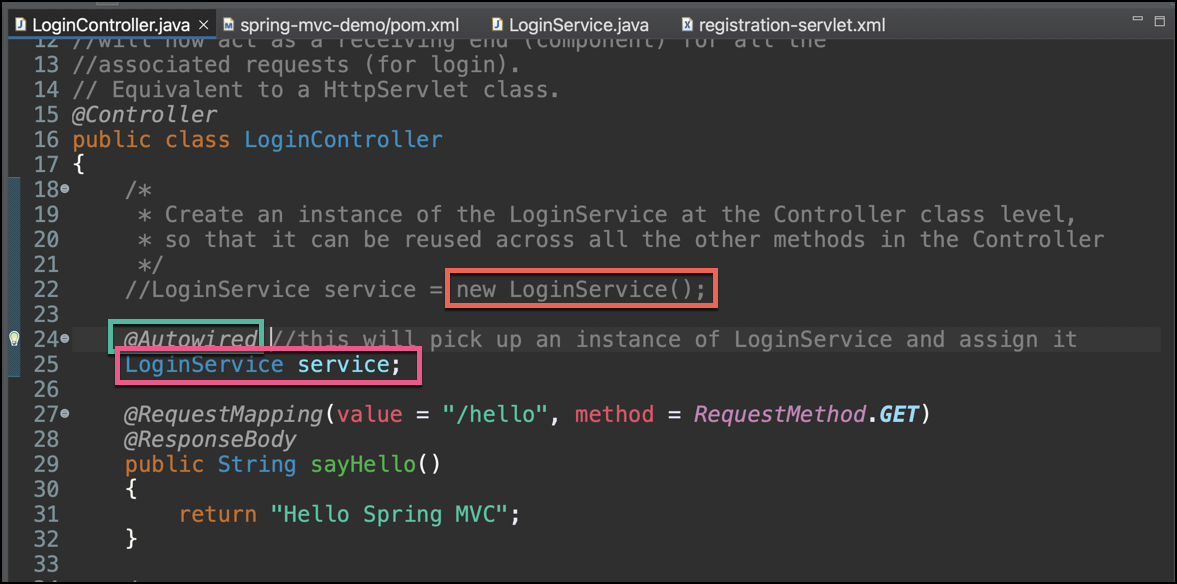 LoginController.java × spring-mvc-demo/pom.xml LoginService.java registration-servlet.xml
12 //will now act as a receiving end (component) for all the
13 //associated requests (for login).
14 // Equivalent to a HttpServlet class.
15 @Controller
16 public class LoginController
17 {
18 /*
19 * Create an instance of the LoginService at the Controller class level,
20 * so that it can be reused across all the other methods in the Controller
21 */
22 //LoginService service = new LoginService();
23
24 @Autowired //this will pick up an instance of LoginService and assign it
25 LoginService service;
26
27 @RequestMapping(value = "/hello", method = RequestMethod.GET)
28 @ResponseBody
29 public String sayHello()
30 {
31 return "Hello Spring MVC";
32 }
33